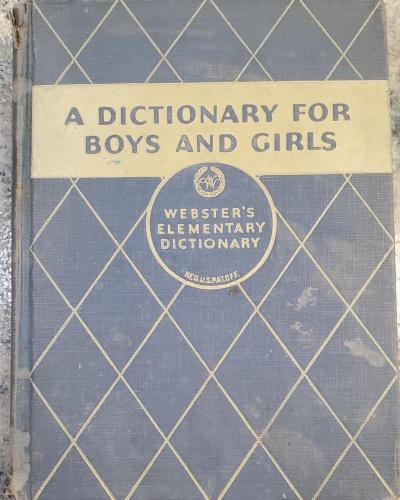 A DICTIONARY FOR
BOYS AND GIRLS
WEBSTER'S
ELEMENTARY
DICTIONARY
REG.U.S.PAT.OFF.